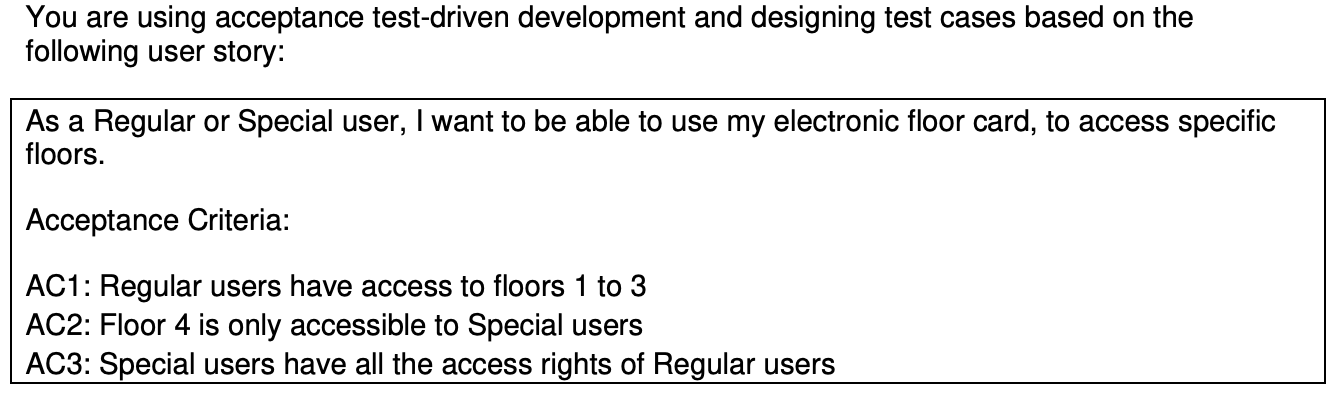 You are using acceptance test-driven development and designing test cases based on the
following user story:
As a Regular or Special user, I want to be able to use my electronic floor card, to access specific
floors.
Acceptance Criteria:
AC1: Regular users have access to floors 1 to 3
AC2: Floor 4 is only accessible to Special users
AC3: Special users have all the access rights of Regular users